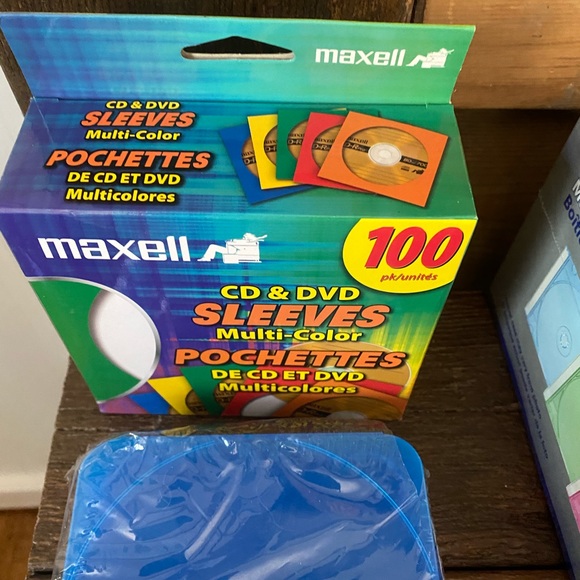 maxell
CD & DVD
SLEEVES
Multi-Color
POCHETTES
DE CD ET DVD
Multicolores
maxell
maxell
100
pk/unités
CD & DVD
SLEEVES
Multi-Color
POCHETTES
DE CD ET DVD
Multicolores